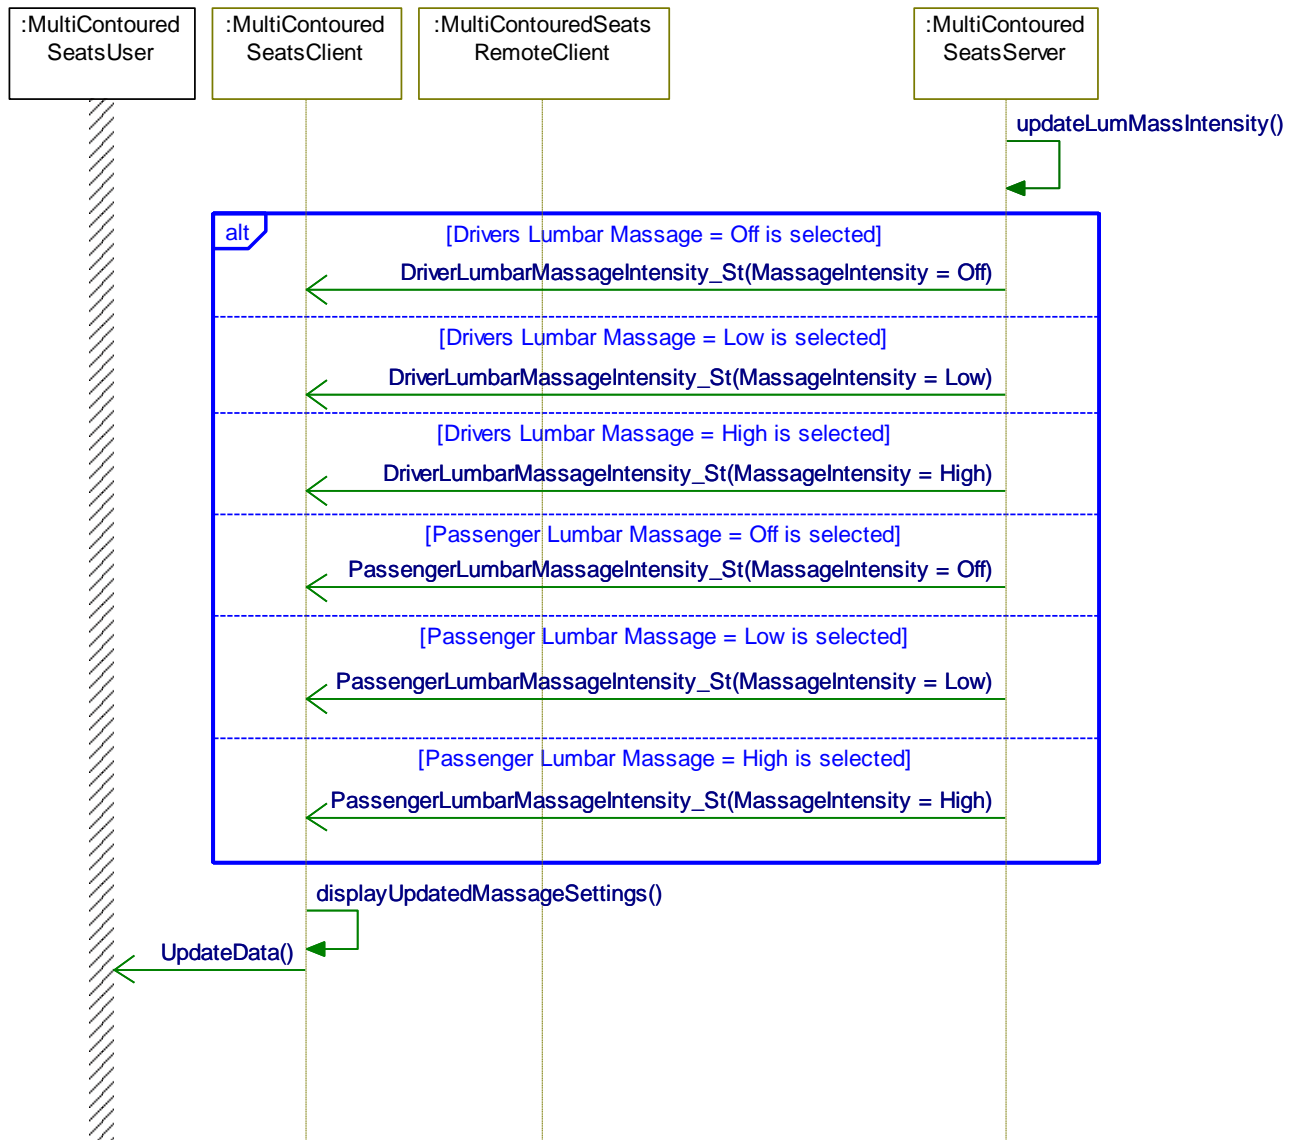 :MultiContoured
SeatsUser
:MultiContoured
SeatsClient
:MultiContouredSeats
RemoteClient
:MultiContoured
SeatsServer
updateLumMassIntensity()
alt
[Drivers Lumbar Massage = Off is selected]
DriverLumbarMassageIntensity_St(MassageIntensity = Off)
[Drivers Lumbar Massage = Low is selected]
DriverLumbarMassageIntensity_St(MassageIntensity = Low)
[Drivers Lumbar Massage = High is selected]
DriverLumbarMassageIntensity_St(MassageIntensity = High)
[Passenger Lumbar Massage = Off is selected]
PassengerLumbarMassageIntensity_St(MassageIntensity = Off)
[Passenger Lumbar Massage = Low is selected]
PassengerLumbarMassageIntensity_St(MassageIntensity = Low)
[Passenger Lumbar Massage = High is selected]
PassengerLumbarMassageIntensity_St(MassageIntensity = High)
displayUpdatedMassageSettings()
UpdateData()